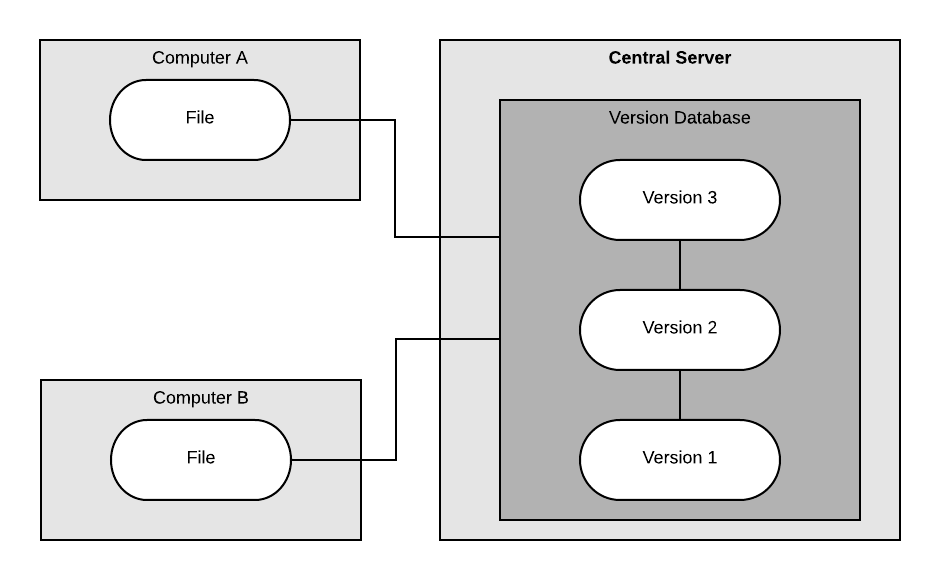 Computer A
File
Central Server
Version Database
Version 3
Version 2
Version 1
Computer B
File